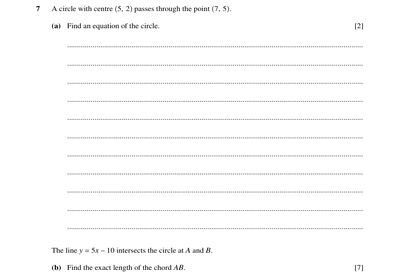 7 A circle with centre (5, 2) passes through the point (7, 5).
(a) Find an equation of the circle. [2]
The line y = 5x − 10 intersects the circle at A and B.
(b) Find the exact length of the chord AB. [7]